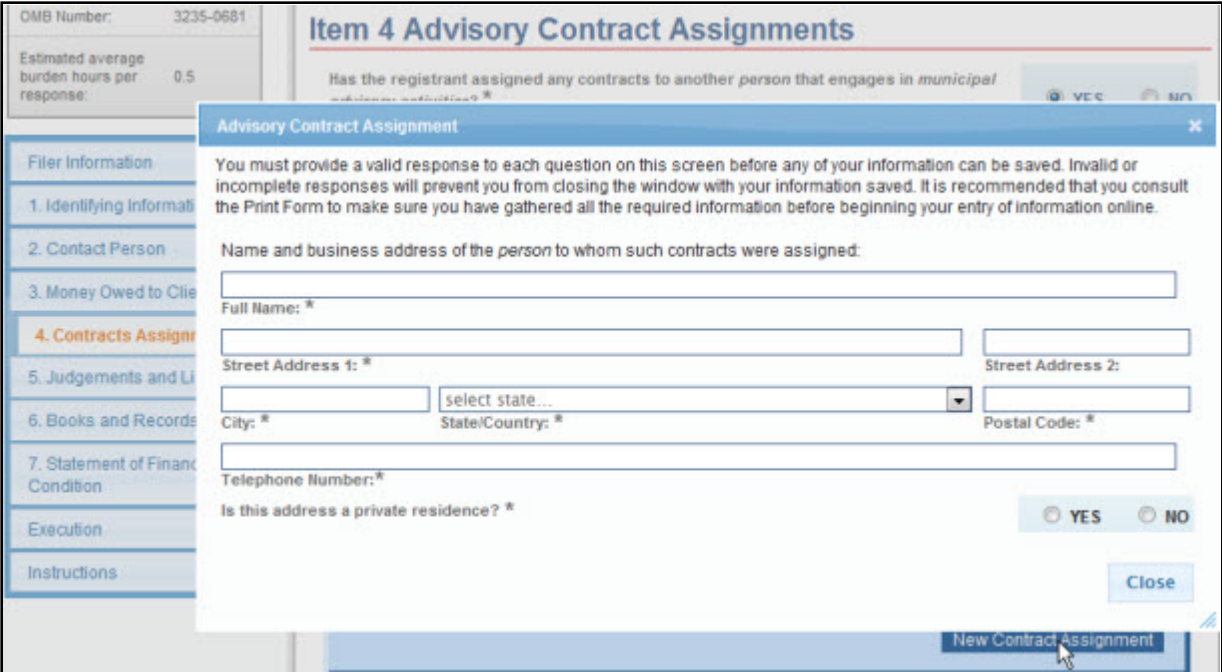 OMB Number: 3235-0681
Estimated average
burden hours per 0.5
response:
Item 4 Advisory Contract Assignments
Has the registrant assigned any contracts to another person that engages in municipal
YES NO
Advisory Contract Assignment
You must provide a valid response to each question on this screen before any of your information can be saved. Invalid or
incomplete responses will prevent you from closing the window with your information saved. It is recommended that you consult
the Print Form to make sure you have gathered all the required information before beginning your entry of information online.
Name and business address of the person to whom such contracts were assigned:
Full Name: *
Street Address 1: * Street Address 2:
select state...
City: * State/Country: * Postal Code: *
Telephone Number:*
Is this address a private residence? *
YES NO
Close
New Contract Assignment
Filer Information
1. Identifying Informati
2. Contact Person
3. Money Owed to Clie
4. Contracts Assignr
5. Judgements and Li
6. Books and Records
7. Statement of Financ
Condition
Execution
Instructions